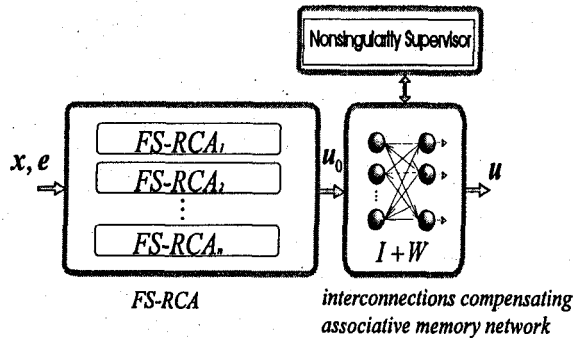 Nonsingularity Supervisor
x, e
FS-RCA₁
FS-RCA₂
⋮
FS-RCAₙ
u₀
⋮
I+W
u
FS-RCA
interconnections compensating
associative memory network